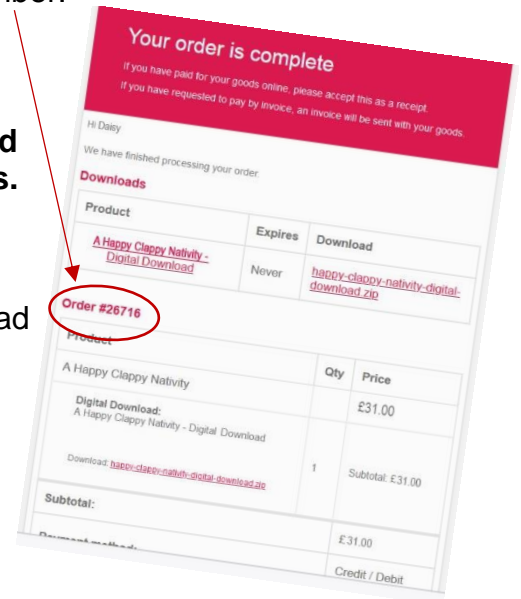 Your order is complete
If you have paid for your goods online, please accept this as a receipt.
If you have requested to pay by invoice, an invoice will be sent with your goods.
Hi Daisy
We have finished processing your order.
Downloads
Product Expires Download
A Happy Clappy Nativity - Digital Download Never happy-clappy-nativity-digital-download.zip
Order #26716
Product Qty Price
A Happy Clappy Nativity £31.00
Digital Download:
A Happy Clappy Nativity - Digital Download
1 Subtotal: £31.00
Download: happy-clappy-nativity-digital-download.zip
Subtotal: £31.00
Payment method: Credit / Debit